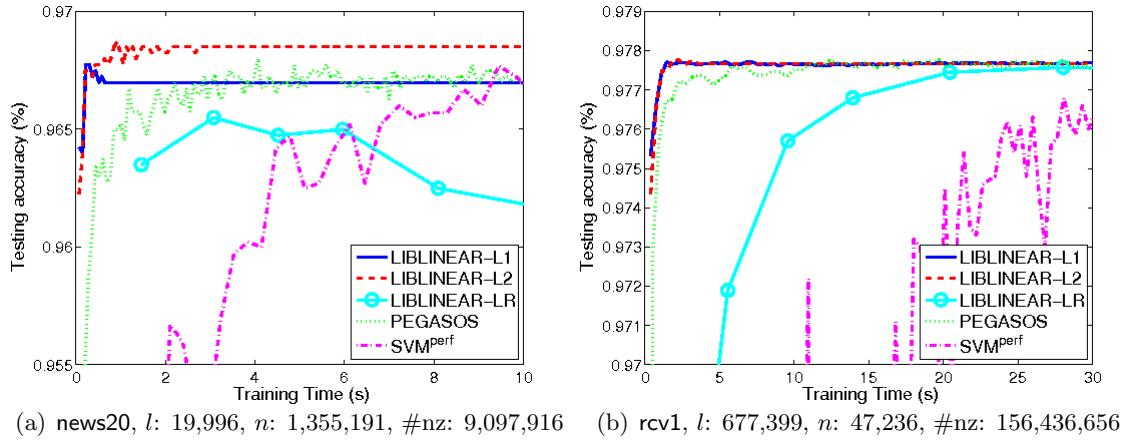 0.97
0.965
0.96
0.955
Testing accuracy (%)
0 2 4 6 8 10
Training Time (s)
LIBLINEAR-L1
LIBLINEAR-L2
LIBLINEAR-LR
PEGASOS
SVMperf
(a) news20, l: 19,996, n: 1,355,191, #nz: 9,097,916
0.979
0.978
0.977
0.976
0.975
0.974
0.973
0.972
0.971
0.97
Testing accuracy (%)
0 5 10 15 20 25 30
Training Time (s)
LIBLINEAR-L1
LIBLINEAR-L2
LIBLINEAR-LR
PEGASOS
SVMperf
(b) rcv1, l: 677,399, n: 47,236, #nz: 156,436,656